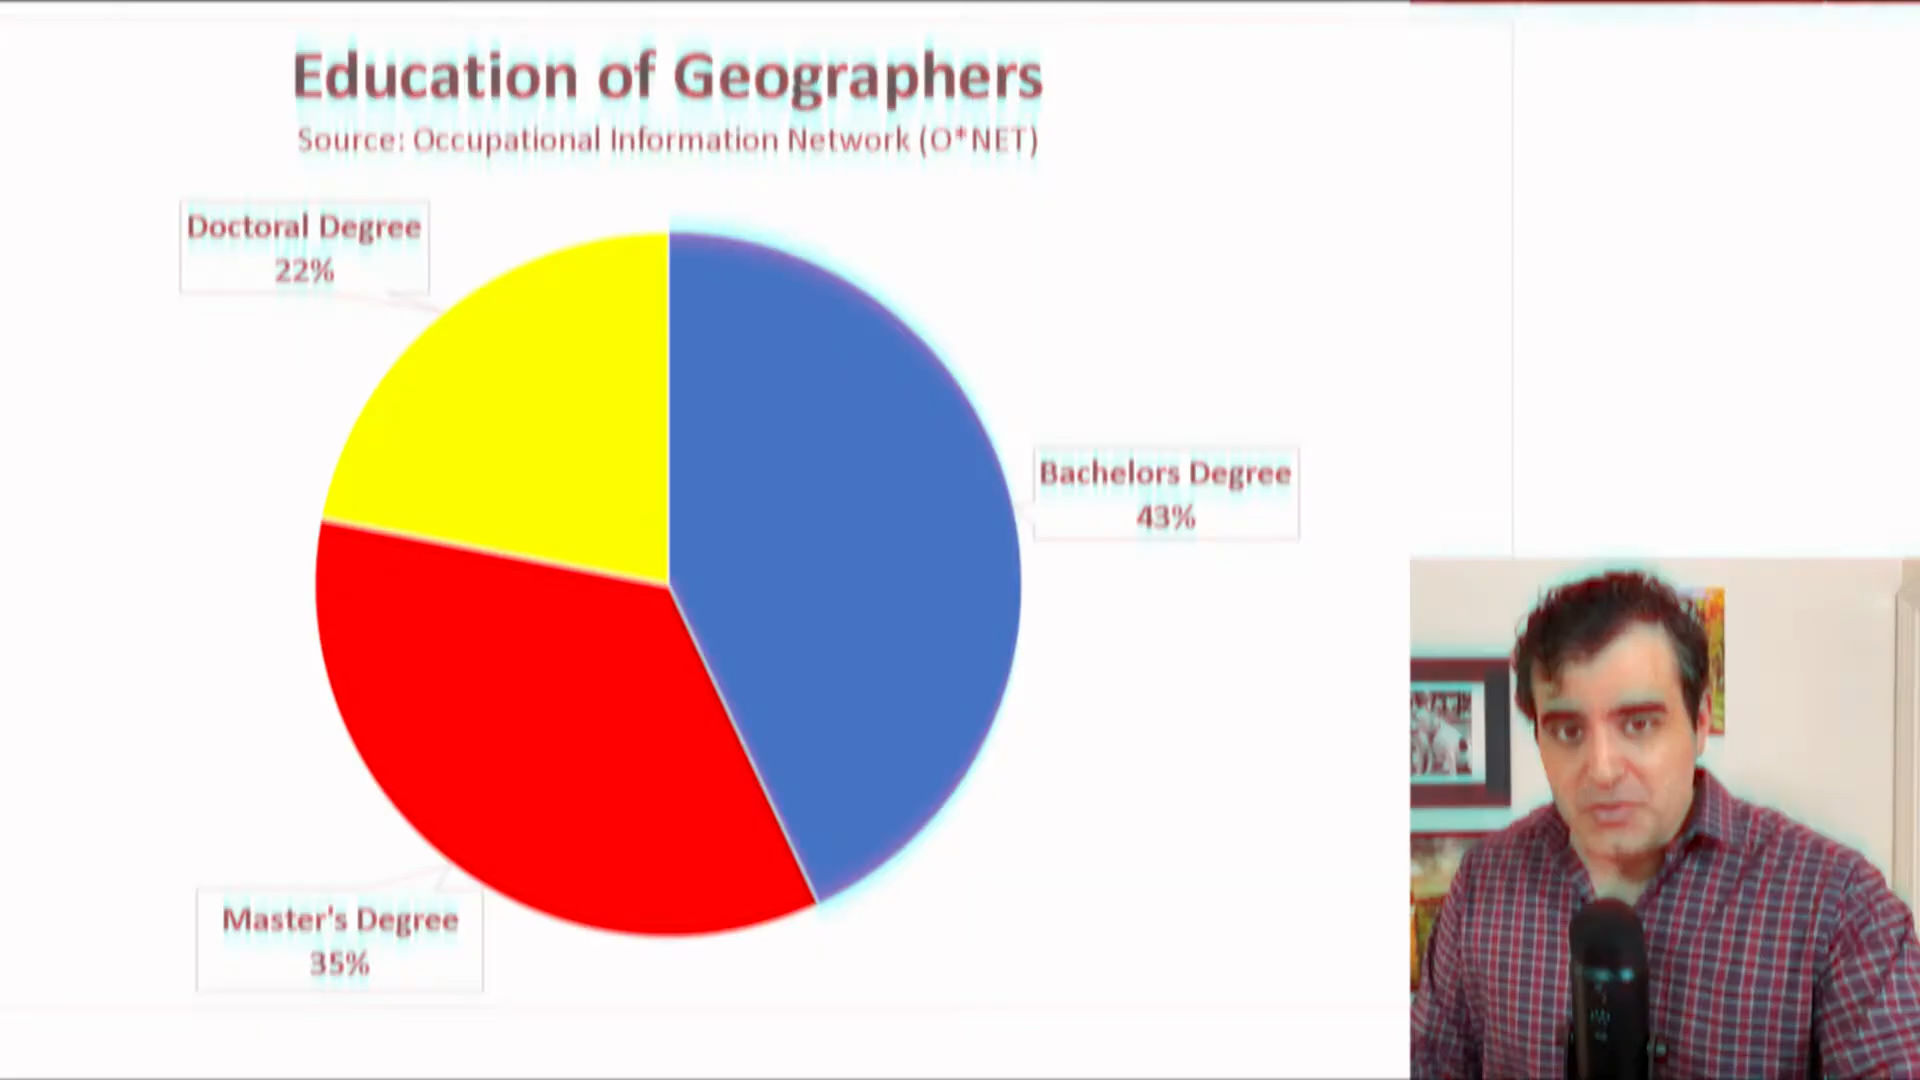 Education of Geographers
Source: Occupational Information Network (O*NET)
Doctoral Degree
22%
Bachelors Degree
43%
Master's Degree
35%